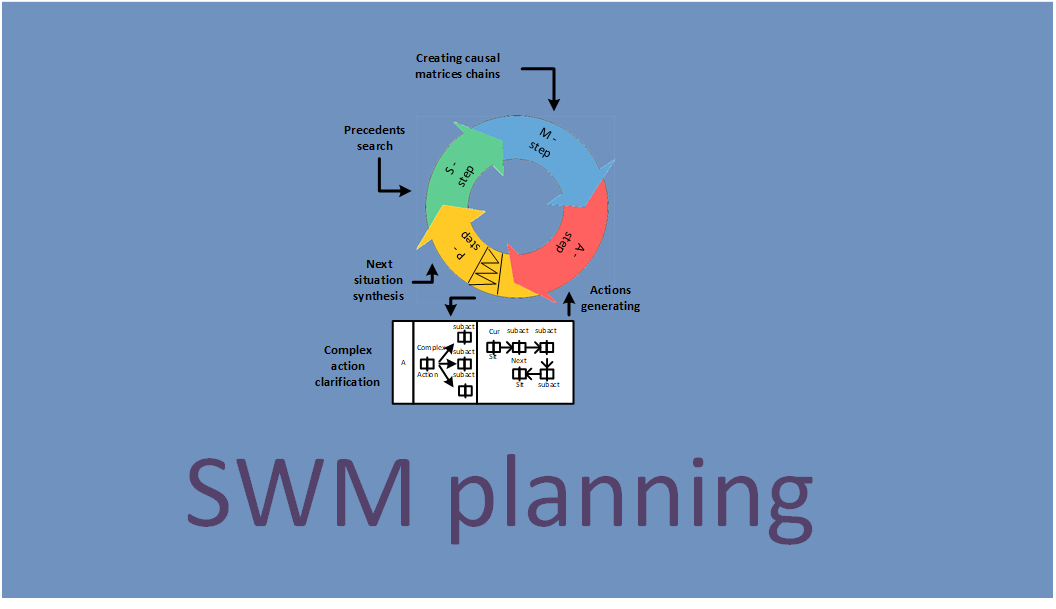 Creating causal
matrices chains
Precedents
search
M -
step
S -
step
A -
step
P -
step
Next
situation
synthesis
Actions
generating
Complex
action
clarification
A
Complex
Action
subact
subact
subact
Cur
Sit
subact
subact
Next
Sit
subact
SWM planning